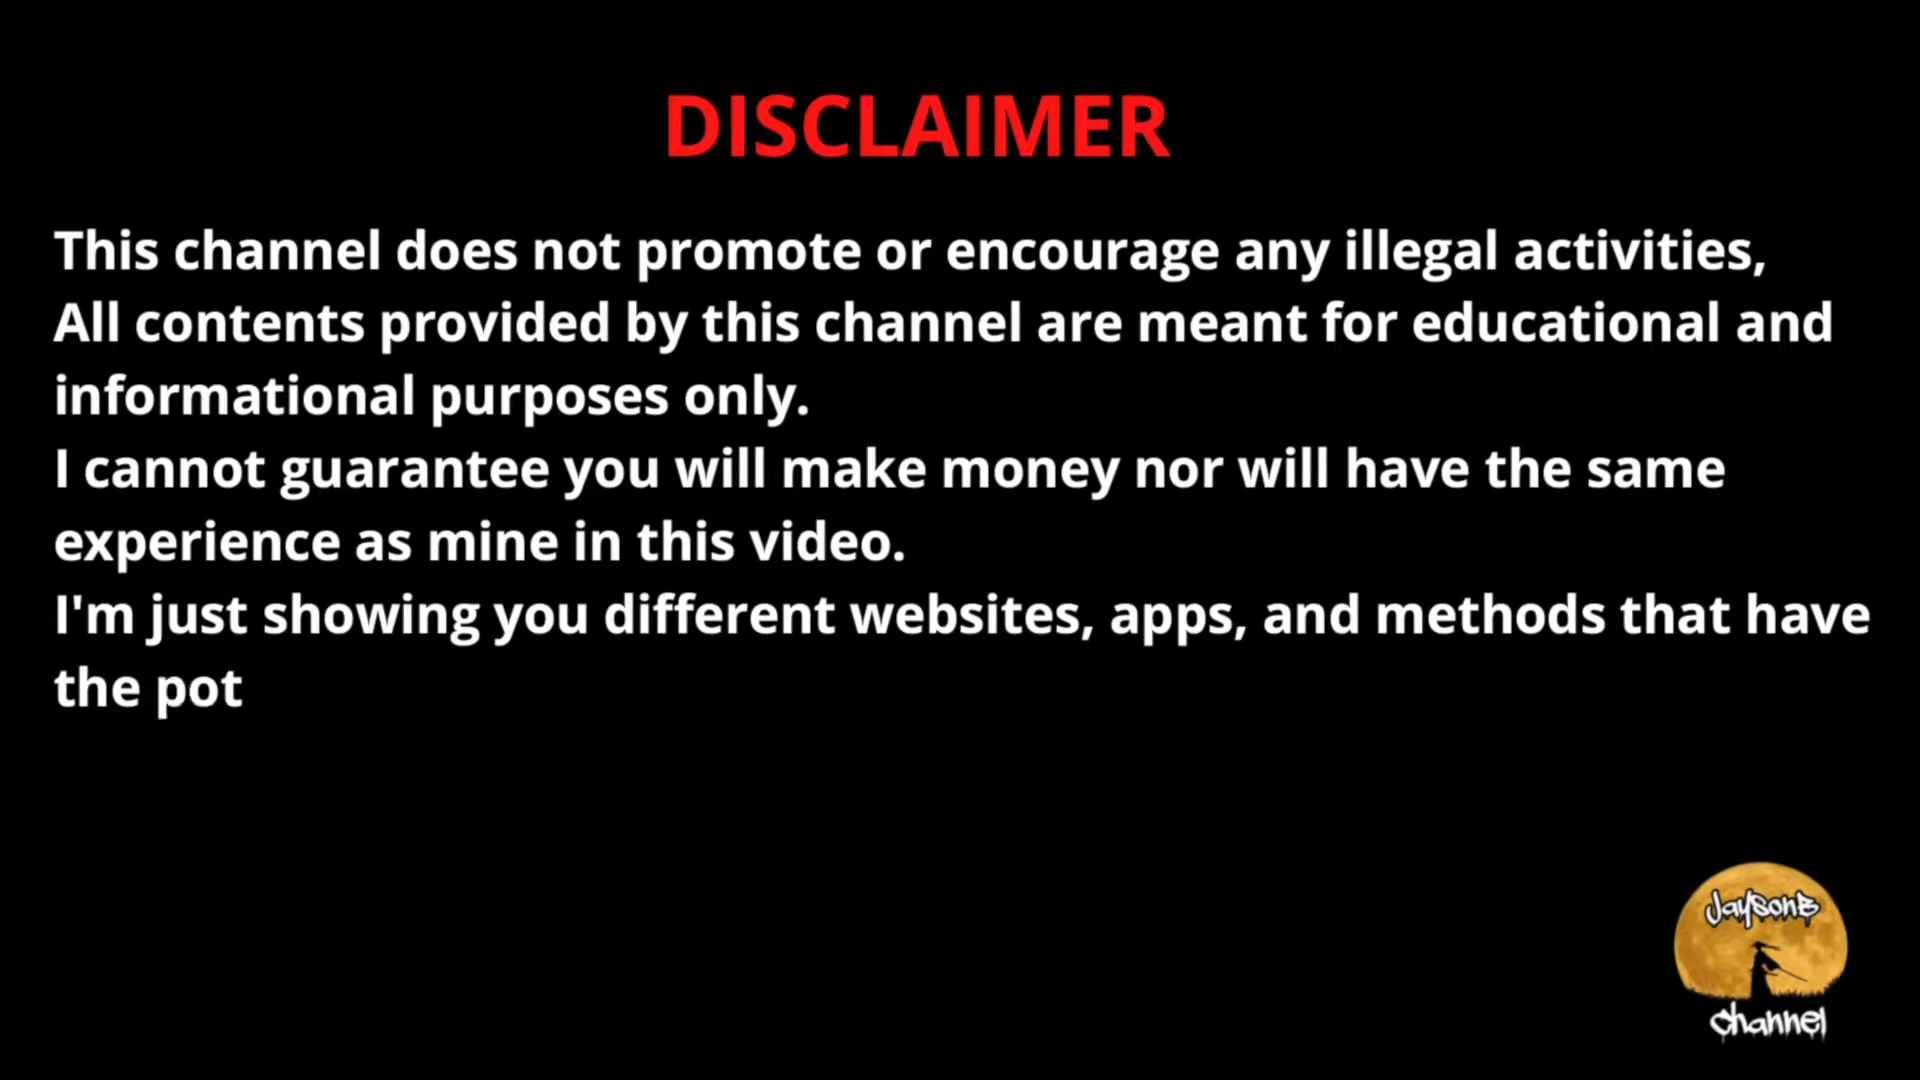 DISCLAIMER
This channel does not promote or encourage any illegal activities,
All contents provided by this channel are meant for educational and
informational purposes only.
I cannot guarantee you will make money nor will have the same
experience as mine in this video.
I'm just showing you different websites, apps, and methods that have
the pot
JaysonB
channel